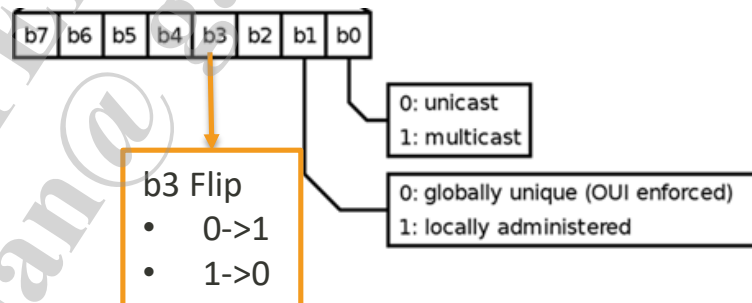 b7 b6 b5 b4 b3 b2 b1 b0
0: unicast
1: multicast
b3 Flip
• 0->1
• 1->0
0: globally unique (OUI enforced)
1: locally administered